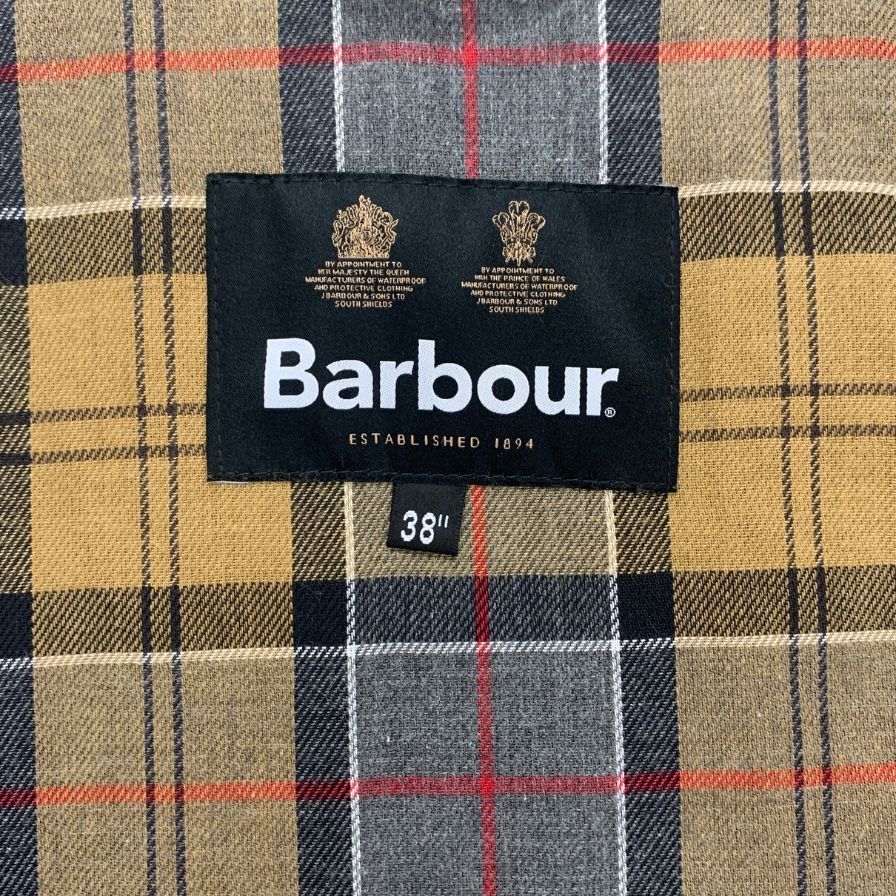 BY APPOINTMENT TO
HER MAJESTY THE QUEEN
MANUFACTURERS OF WATERPROOF
AND PROTECTIVE CLOTHING
J BARBOUR & SONS LTD
SOUTH SHIELDS
BY APPOINTMENT TO
HRH THE PRINCE OF WALES
MANUFACTURERS OF WATERPROOF
AND PROTECTIVE CLOTHING
J BARBOUR & SONS LTD
SOUTH SHIELDS
Barbour®
ESTABLISHED 1894
38"